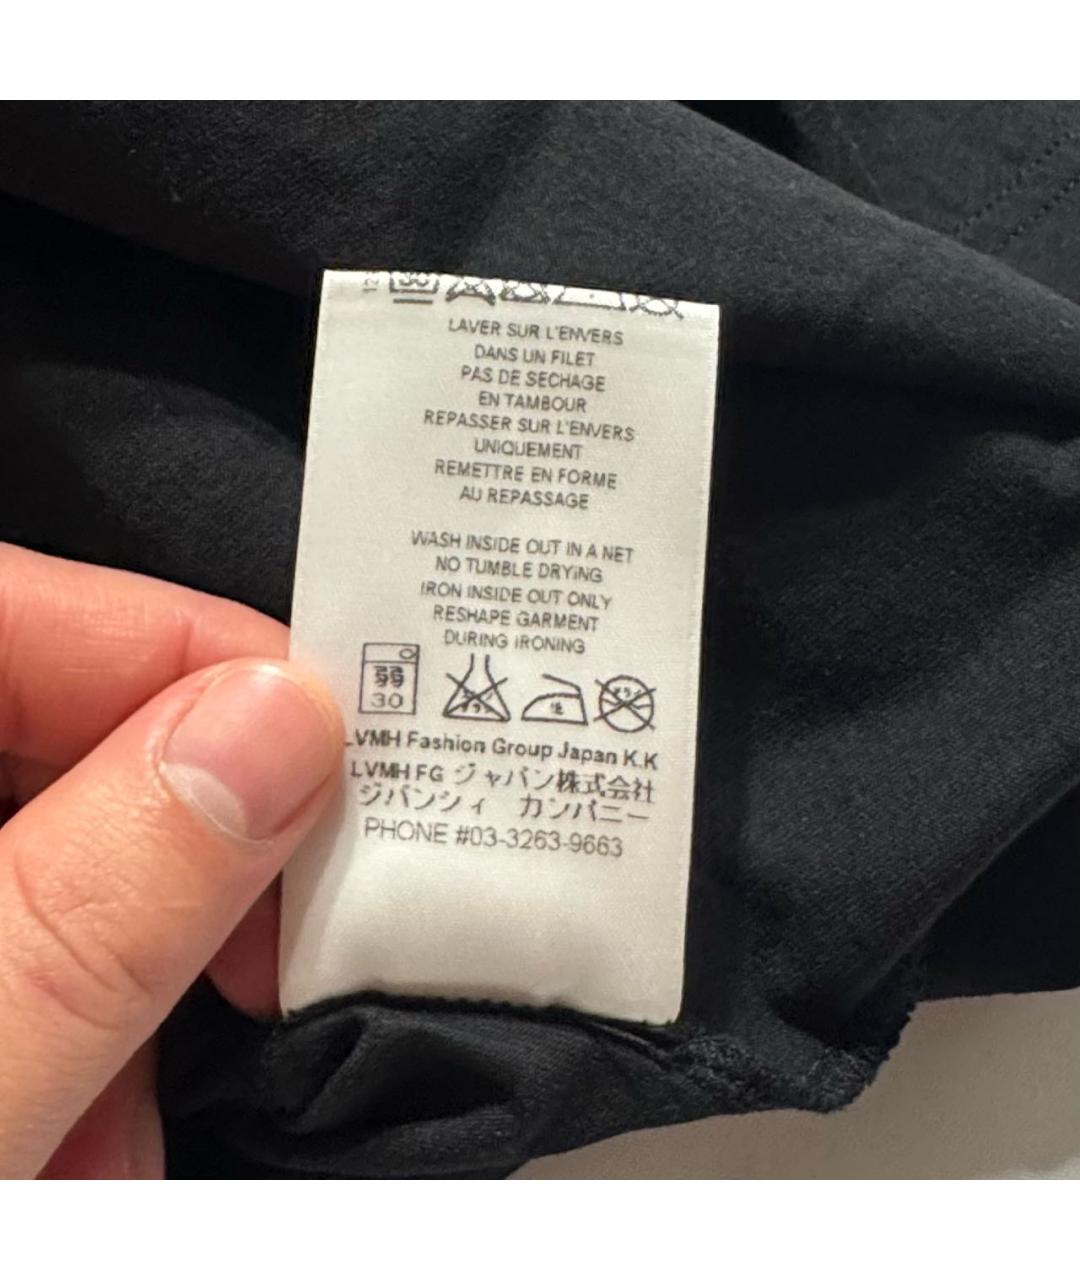 LAVER SUR L'ENVERS
DANS UN FILET
PAS DE SECHAGE
EN TAMBOUR
REPASSER SUR L'ENVERS
UNIQUEMENT
REMETTRE EN FORME
AU REPASSAGE
WASH INSIDE OUT IN A NET
NO TUMBLE DRYING
IRON INSIDE OUT ONLY
RESHAPE GARMENT
DURING IRONING
弱
30
LVMH Fashion Group Japan K.K
LVMH FG ジャパン株式会社
ジバンシィ カンパニー
PHONE #03-3263-9663